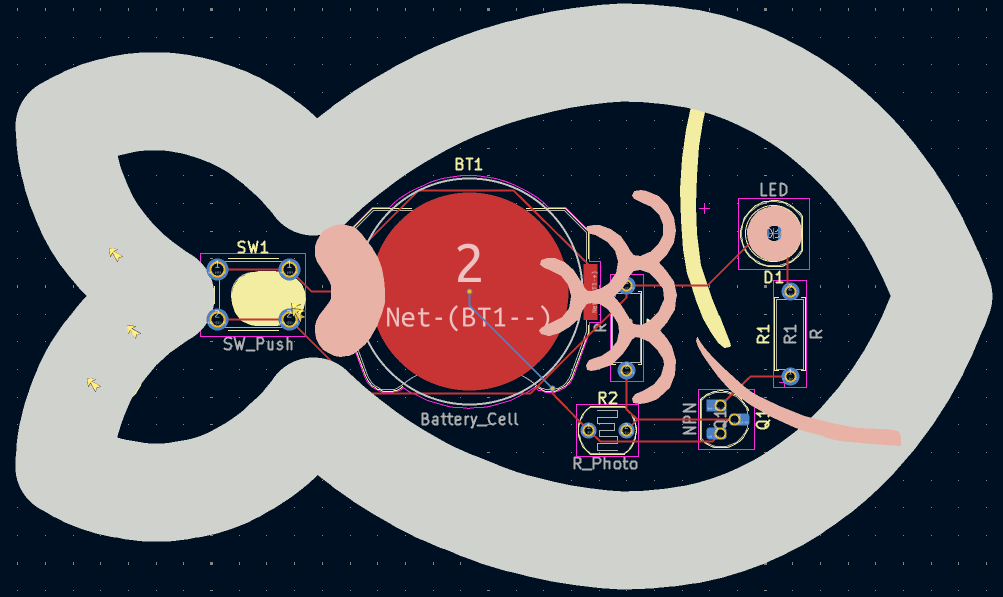 BT1
LED
2
SW1
D1
Net-(BT1--)
R1
R1
R
SW_Push
R
R2
NPN
Q1
Q1
Battery_Cell
R_Photo